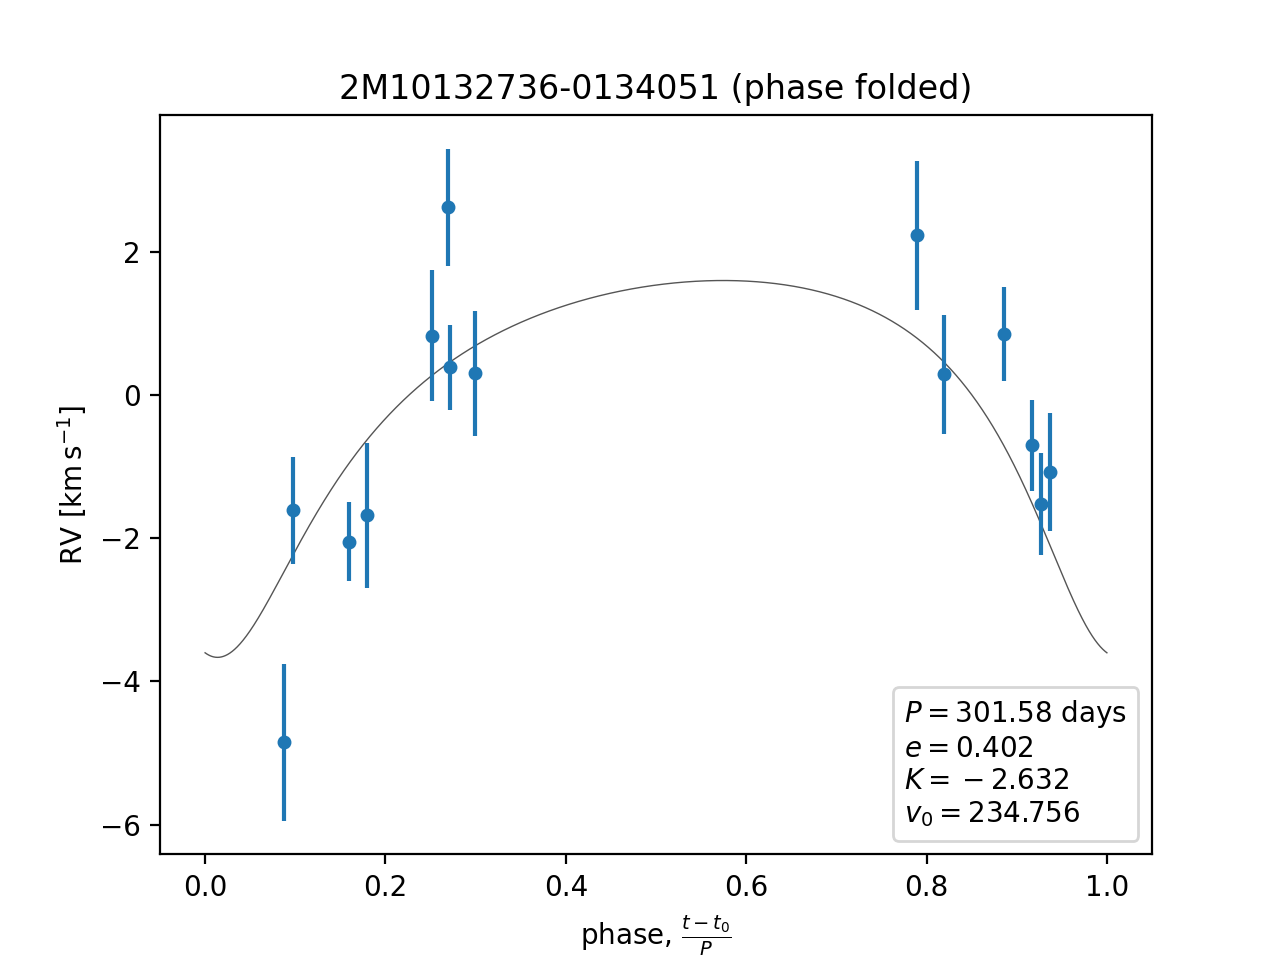 2M10132736-0134051 (phase folded)
RV [km s⁻¹]
2
0
−2
−4
−6
P = 301.58 days
e = 0.402
K = − 2.632
v₀ = 234.756
0.0 0.2 0.4 0.6 0.8 1.0
phase, (t − t₀)/P